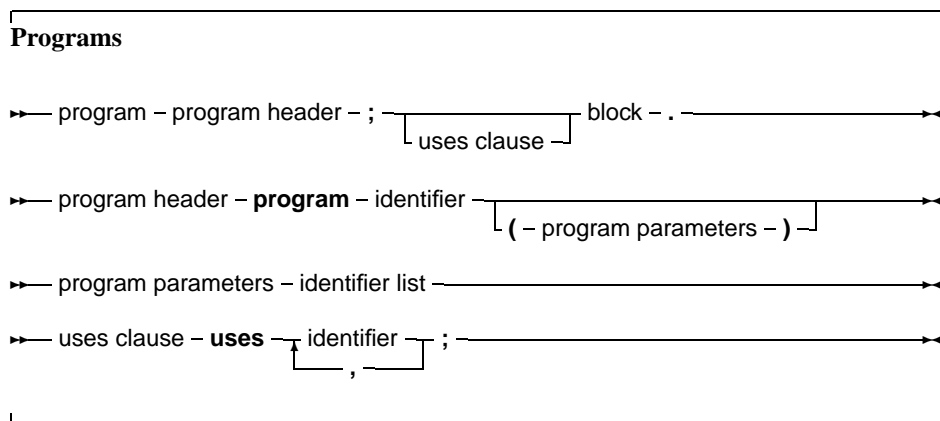 Programs
program – program header – ; block – .
uses clause
program header – program – identifier
( – program parameters – )
program parameters – identifier list
uses clause – uses identifier ;
,